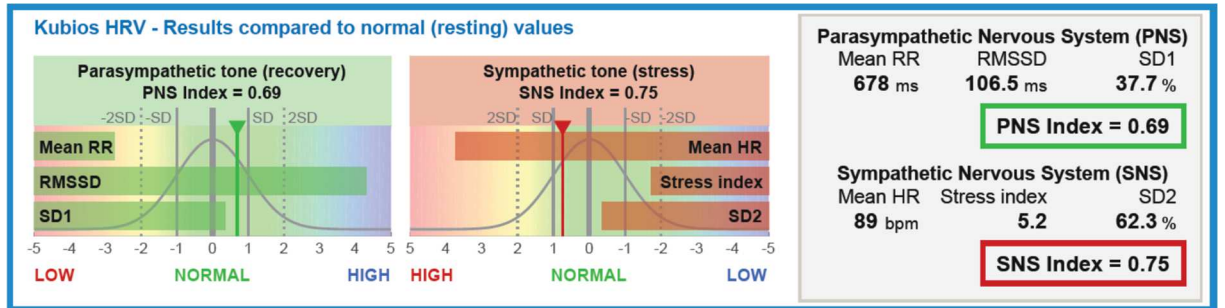 Kubios HRV - Results compared to normal (resting) values
Parasympathetic tone (recovery)
PNS Index = 0.69
-2SD -SD SD 2SD
Mean RR
RMSSD
SD1
-5 -4 -3 -2 -1 0 1 2 3 4 5
LOW NORMAL HIGH
Sympathetic tone (stress)
SNS Index = 0.75
2SD SD -SD -2SD
Mean HR
Stress index
SD2
5 4 3 2 1 0 -1 -2 -3 -4 -5
HIGH NORMAL LOW
Parasympathetic Nervous System (PNS)
Mean RR RMSSD SD1
678 ms 106.5 ms 37.7 %
PNS Index = 0.69
Sympathetic Nervous System (SNS)
Mean HR Stress index SD2
89 bpm 5.2 62.3 %
SNS Index = 0.75